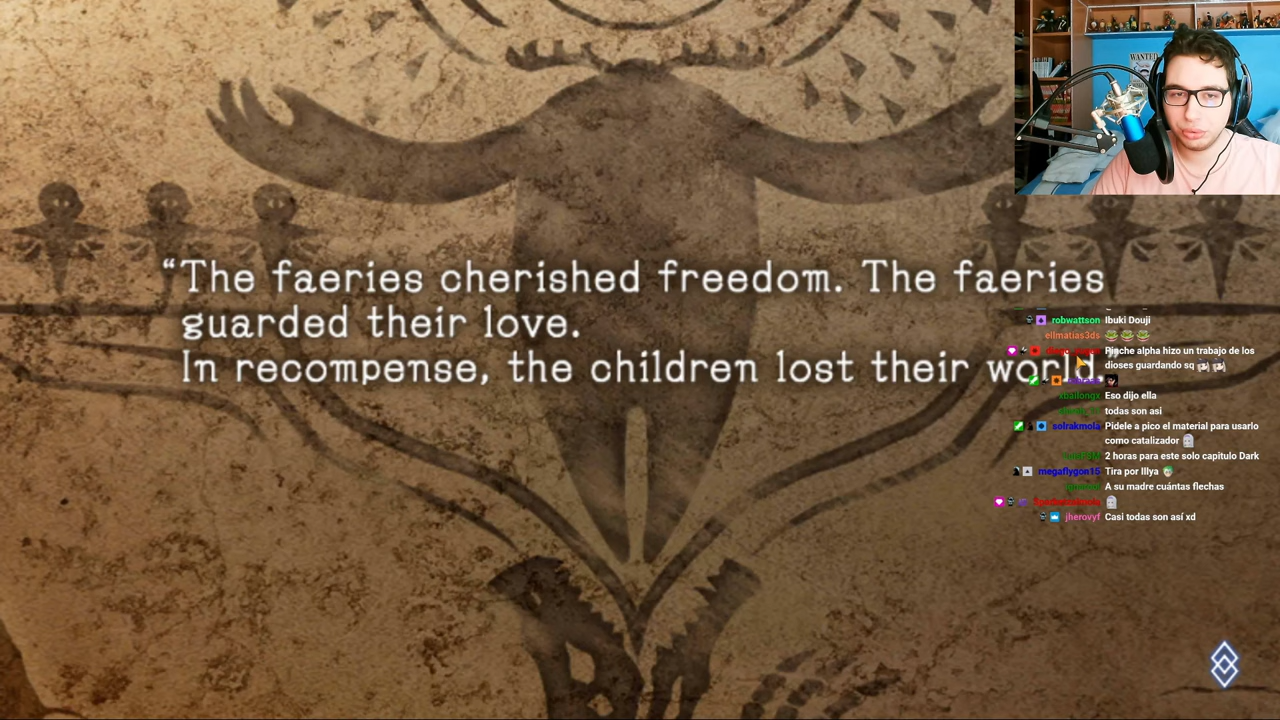 WANTED
“The faeries cherished freedom. The faeries
guarded their love.
In recompense, the children lost their world.
robwattson Ibuki Douji
ellmatias3ds
Pinche alpha hizo un trabajo de los
dioses guardando sq
Eso dijo ella
todas son asi
solrakmola Pidele a pico el material para usarlo
como catalizador
2 horas para este solo capitulo Dark
megaflygon15 Tira por Illya
A su madre cuántas flechas
jherovyf Casi todas son así xd